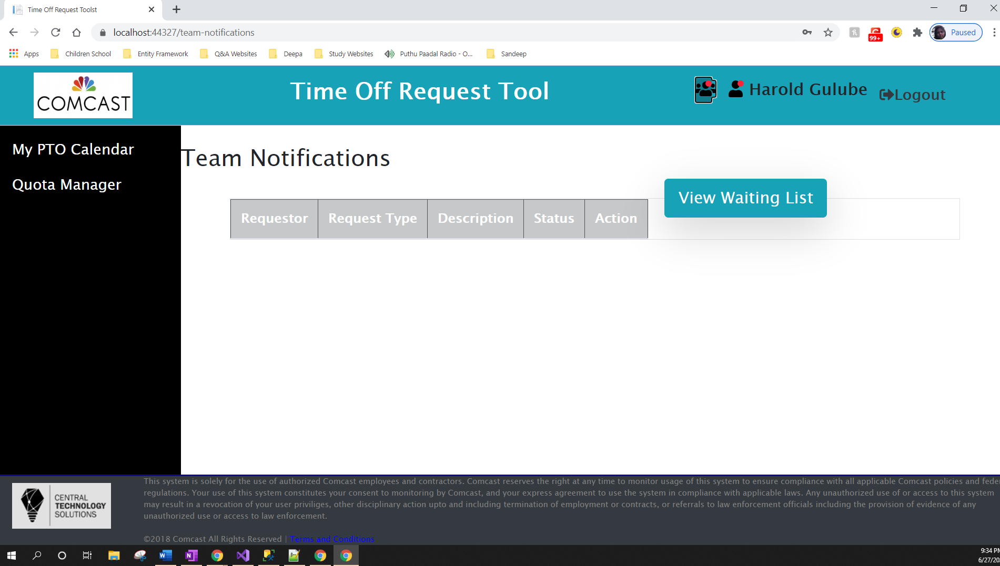 Time Off Request Toolst
localhost:44327/team-notifications
Paused
99+
Apps Children School Entity Framework Q&A Websites Deepa Study Websites Puthu Paadal Radio - O... Sandeep
COMCAST
Time Off Request Tool
Harold Gulube
Logout
My PTO Calendar
Quota Manager
Team Notifications
View Waiting List
Requestor Request Type Description Status Action
CENTRAL
TECHNOLOGY
SOLUTIONS
This system is solely for the use of authorized Comcast employees and contractors. Comcast reserves the right at any time to monitor usage of this system to ensure compliance with all applicable Comcast policies and feder
regulations. Your use of this system constitutes your consent to monitoring by Comcast, and your express agreement to use the system in compliance with applicable laws. Any unauthorized use of or access to this system
may result in a revocation of your user priviliges, other disciplinary action upto and including termination of employment or contracts, or referrals to law enforcement officials including the provision of evidence of any
unauthorized use or access to law enforcement.
©2018 Comcast All Rights Reserved | Terms and Conditions
9:34 PM
6/27/20